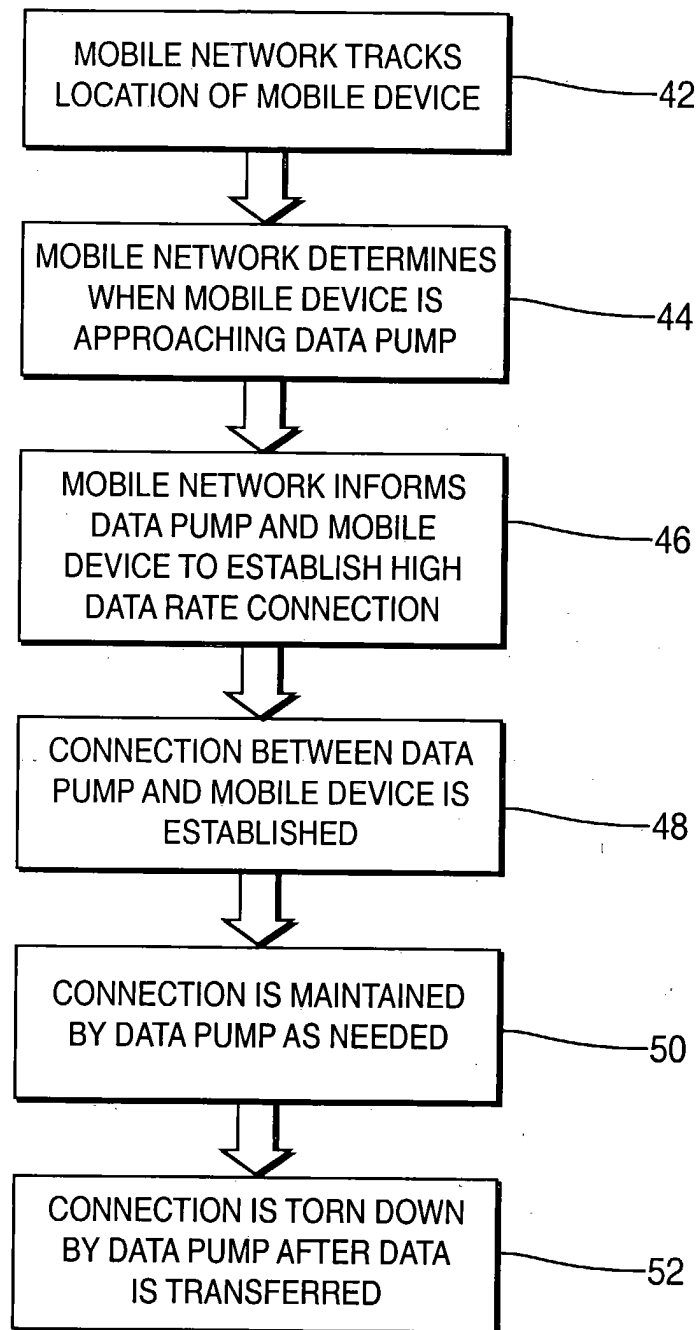 MOBILE NETWORK TRACKS
LOCATION OF MOBILE DEVICE
42
MOBILE NETWORK DETERMINES
WHEN MOBILE DEVICE IS
APPROACHING DATA PUMP
44
MOBILE NETWORK INFORMS
DATA PUMP AND MOBILE
DEVICE TO ESTABLISH HIGH
DATA RATE CONNECTION
46
CONNECTION BETWEEN DATA
PUMP AND MOBILE DEVICE IS
ESTABLISHED
48
CONNECTION IS MAINTAINED
BY DATA PUMP AS NEEDED
50
CONNECTION IS TORN DOWN
BY DATA PUMP AFTER DATA
IS TRANSFERRED
52